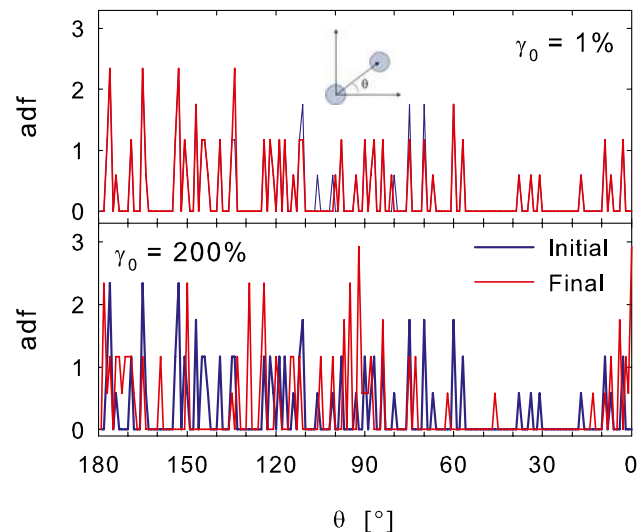 γ₀ = 1%
θ
adf
3
2
1
0
γ₀ = 200%
Initial
Final
adf
3
2
1
0
180 150 120 90 60 30 0
θ [°]